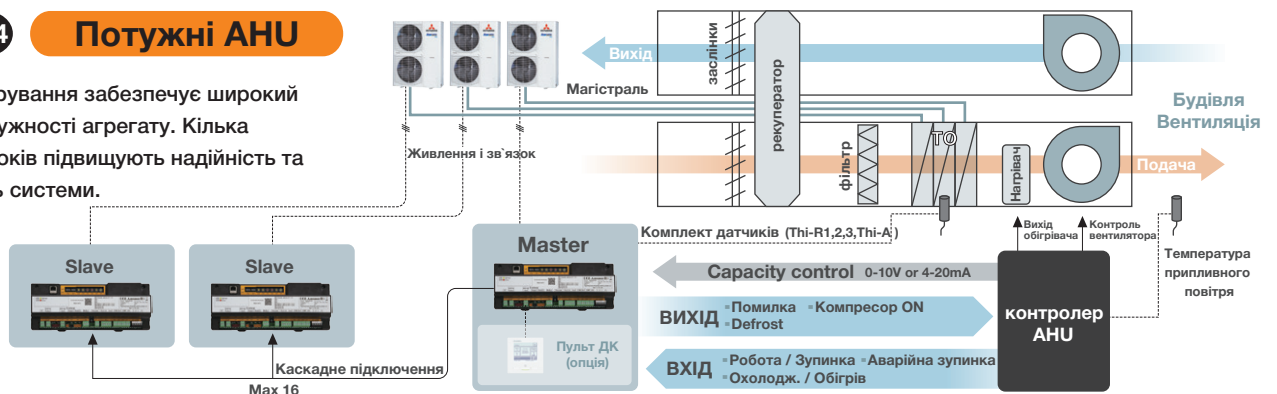 4
Потужні AHU
рування забезпечує широкий
ужності агрегату. Кілька
оків підвищують надійність та
ь системи.
Вихід
заслінки
рекуператор
Магістраль
Живлення і зв`язок
фільтр
ТО
Нагрівач
Подача
Будівля
Вентиляція
Комплект датчиків (Thi-R1,2,3,Thi-A )
Вихід
обігрівача
Контроль
вентилятора
Температура
припливного
повітря
Slave
Slave
Master
Capacity control 0-10V or 4-20mA
ВИХІД
Помилка
Компресор ON
Defrost
контролер
AHU
ВХІД
Робота / Зупинка
Аварійна зупинка
Охолодж. / Обігрів
Пульт ДК
(опція)
Каскадне підключення
Max 16